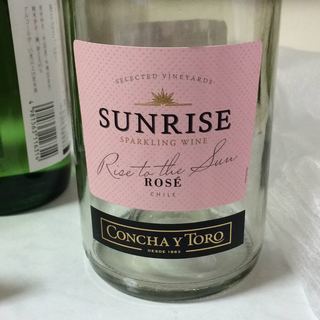 SELECTED VINEYARDS
SUNRISE
SPARKLING WINE
Rise to the Sun
ROSÉ
CHILE
CONCHA Y TORO
DESDE 1883